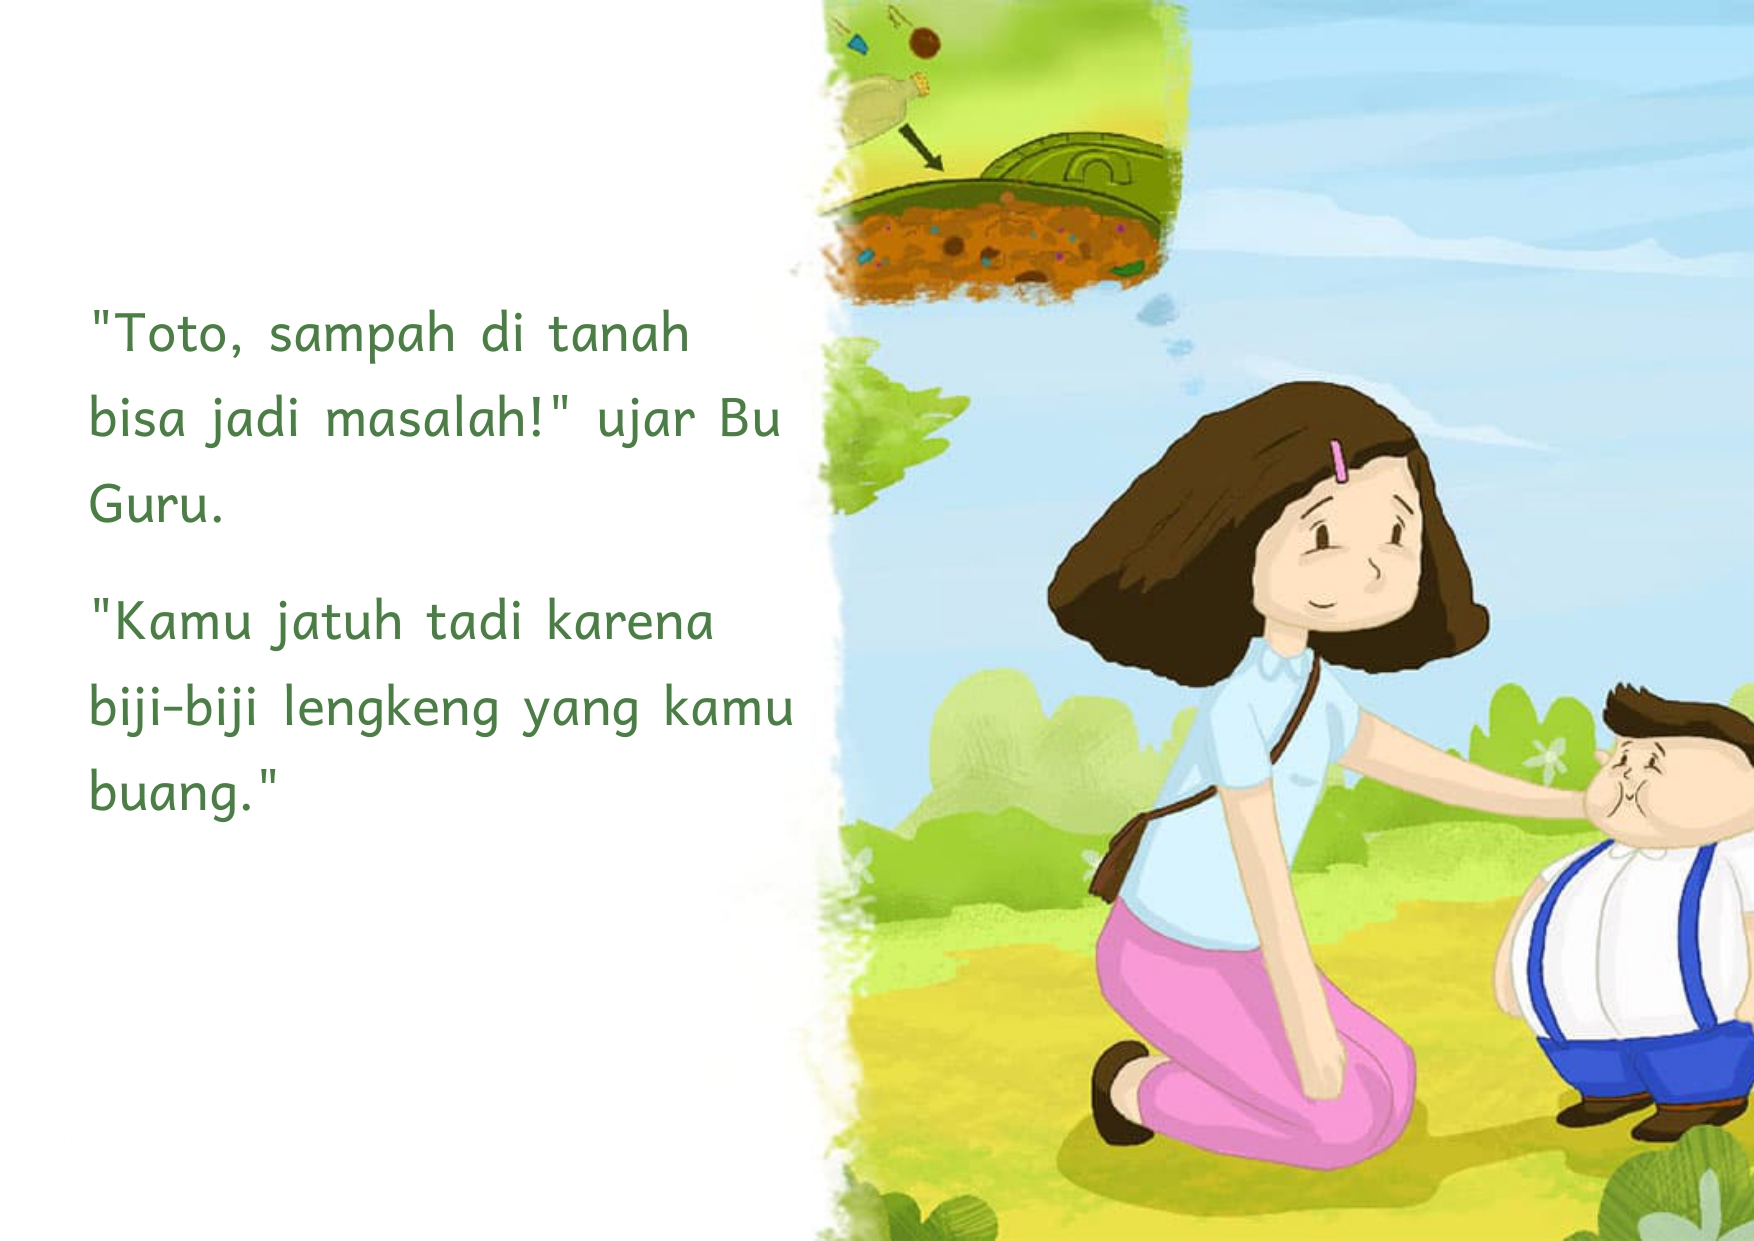 "Toto, sampah di tanah
bisa jadi masalah!" ujar Bu
Guru.
"Kamu jatuh tadi karena
biji-biji lengkeng yang kamu
buang."